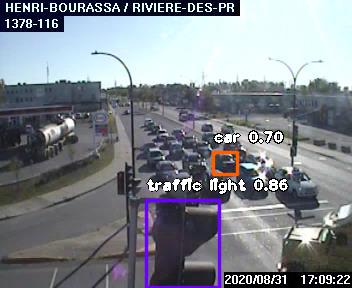 HENRI-BOURASSA / RIVIERE-DES-PR
1378-116
car 0.70
traffic light 0.86
2020/08/31 17:09:22